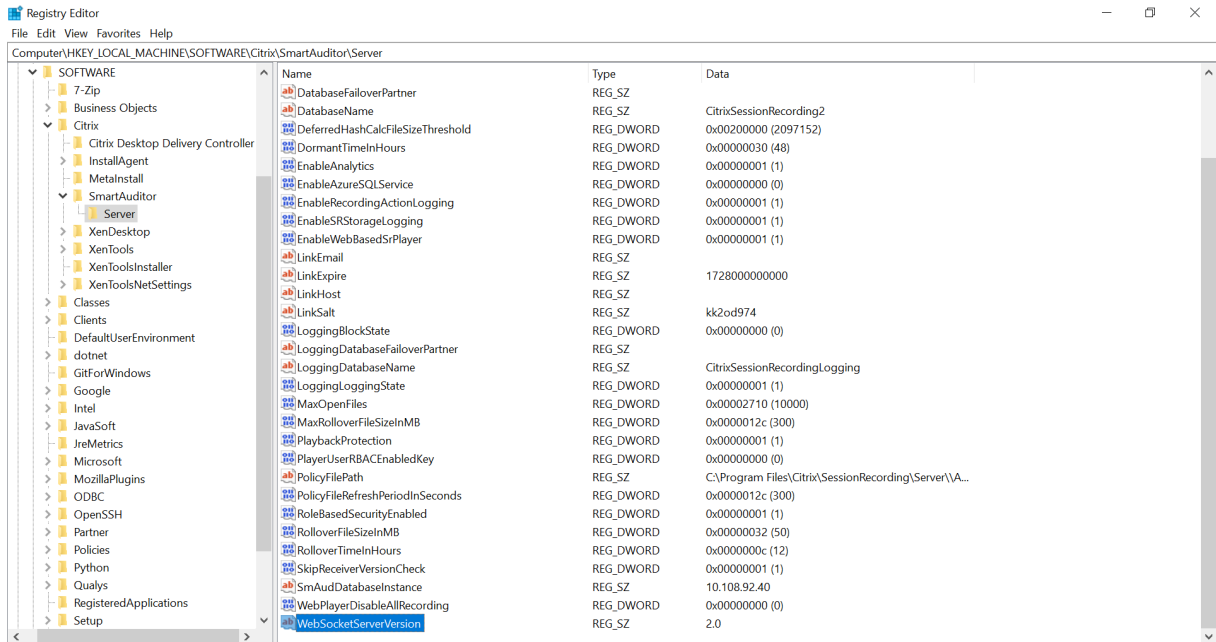 Registry Editor
File Edit View Favorites Help
Computer\HKEY_LOCAL_MACHINE\SOFTWARE\Citrix\SmartAuditor\Server
SOFTWARE
7-Zip
Business Objects
Citrix
Citrix Desktop Delivery Controller
InstallAgent
MetaInstall
SmartAuditor
Server
XenDesktop
XenTools
XenToolsInstaller
XenToolsNetSettings
Classes
Clients
DefaultUserEnvironment
dotnet
GitForWindows
Google
Intel
JavaSoft
JreMetrics
Microsoft
MozillaPlugins
ODBC
OpenSSH
Partner
Policies
Python
Qualys
RegisteredApplications
Setup
Name Type Data
DatabaseFailoverPartner REG_SZ
DatabaseName REG_SZ CitrixSessionRecording2
DeferredHashCalcFileSizeThreshold REG_DWORD 0x00200000 (2097152)
DormantTimeInHours REG_DWORD 0x00000030 (48)
EnableAnalytics REG_DWORD 0x00000001 (1)
EnableAzureSQLService REG_DWORD 0x00000000 (0)
EnableRecordingActionLogging REG_DWORD 0x00000001 (1)
EnableSRStorageLogging REG_DWORD 0x00000001 (1)
EnableWebBasedSrPlayer REG_DWORD 0x00000001 (1)
LinkEmail REG_SZ
LinkExpire REG_SZ 1728000000000
LinkHost REG_SZ
LinkSalt REG_SZ kk2od974
LoggingBlockState REG_DWORD 0x00000000 (0)
LoggingDatabaseFailoverPartner REG_SZ
LoggingDatabaseName REG_SZ CitrixSessionRecordingLogging
LoggingLoggingState REG_DWORD 0x00000001 (1)
MaxOpenFiles REG_DWORD 0x00002710 (10000)
MaxRolloverFileSizeInMB REG_DWORD 0x0000012c (300)
PlaybackProtection REG_DWORD 0x00000001 (1)
PlayerUserRBACEnabledKey REG_DWORD 0x00000000 (0)
PolicyFilePath REG_SZ C:\Program Files\Citrix\SessionRecording\Server\\A...
PolicyFileRefreshPeriodInSeconds REG_DWORD 0x0000012c (300)
RoleBasedSecurityEnabled REG_DWORD 0x00000001 (1)
RolloverFileSizeInMB REG_DWORD 0x00000032 (50)
RolloverTimeInHours REG_DWORD 0x0000000c (12)
SkipReceiverVersionCheck REG_DWORD 0x00000001 (1)
SmAudDatabaseInstance REG_SZ 10.108.92.40
WebPlayerDisableAllRecording REG_DWORD 0x00000000 (0)
WebSocketServerVersion REG_SZ 2.0